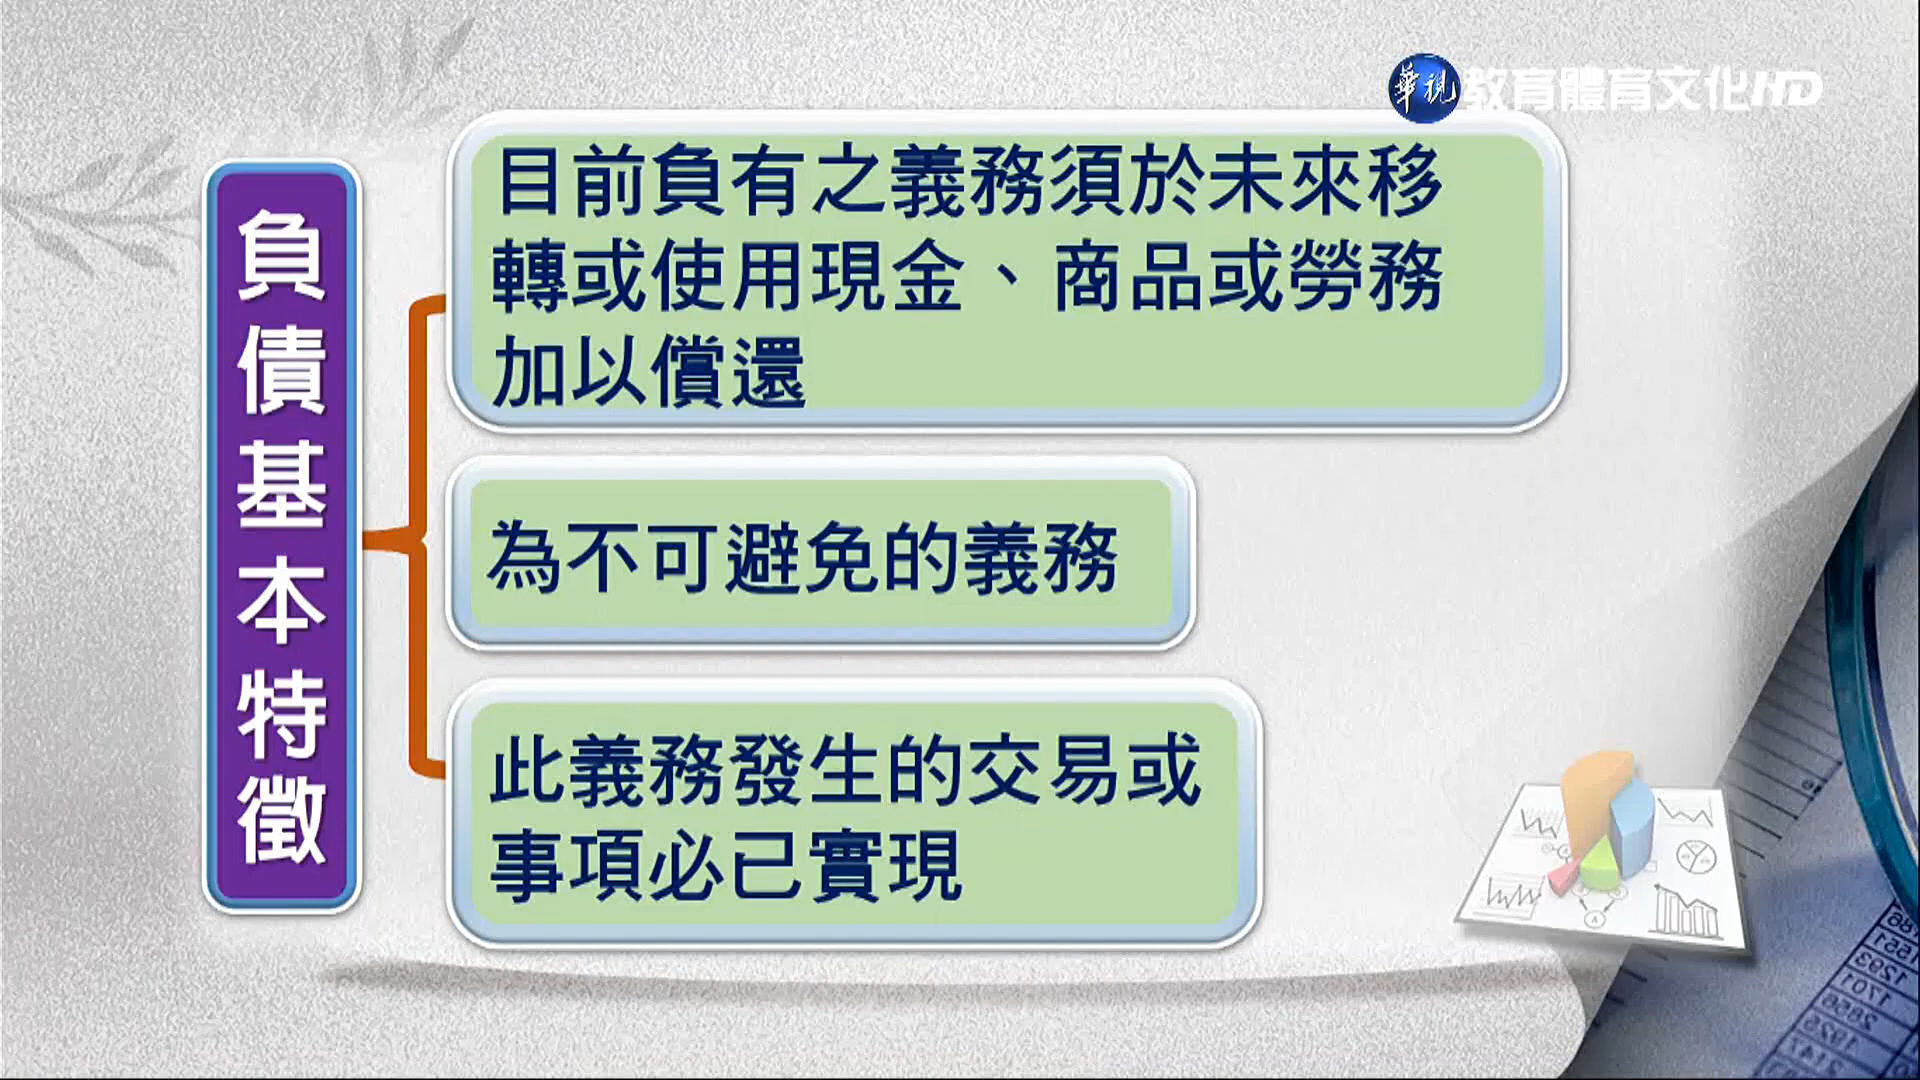 華視 教育體育文化HD
負債基本特徵
目前負有之義務須於未來移
轉或使用現金、商品或勞務
加以償還
為不可避免的義務
此義務發生的交易或
事項必已實現